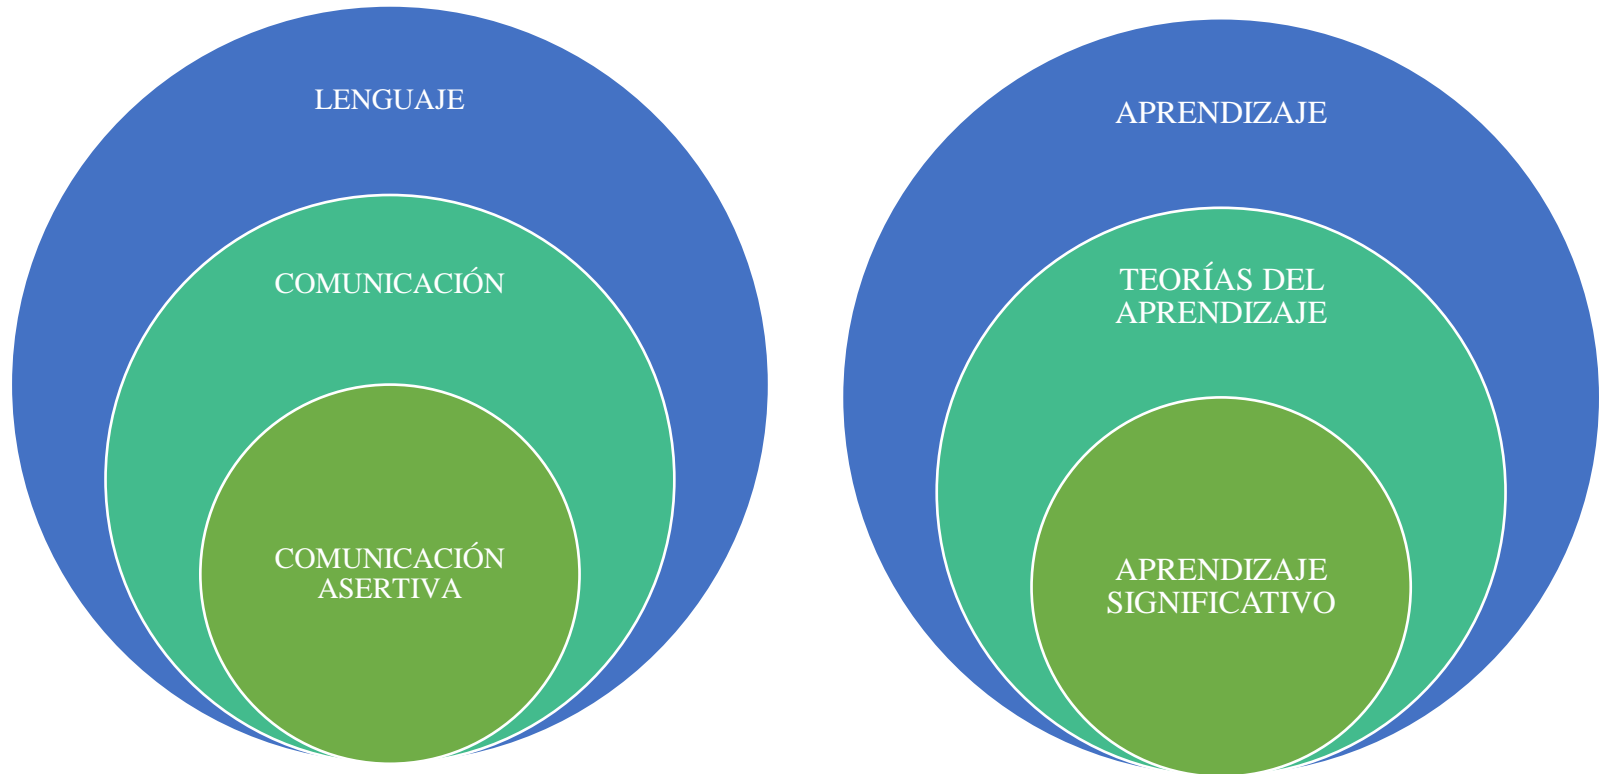 LENGUAJE
COMUNICACIÓN
COMUNICACIÓN
ASERTIVA
APRENDIZAJE
TEORÍAS DEL
APRENDIZAJE
APRENDIZAJE
SIGNIFICATIVO